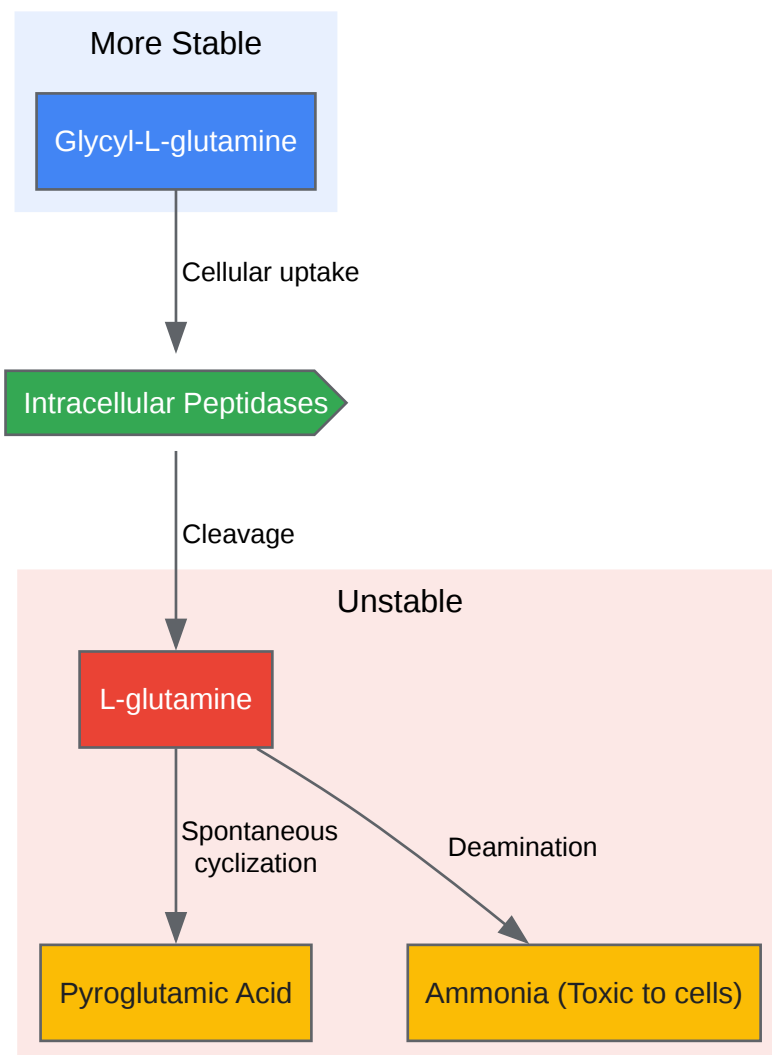 More Stable
Glycyl-L-glutamine
Cellular uptake
Intracellular Peptidases
Cleavage
Unstable
L-glutamine
Spontaneous
cyclization
Deamination
Pyroglutamic Acid
Ammonia (Toxic to cells)